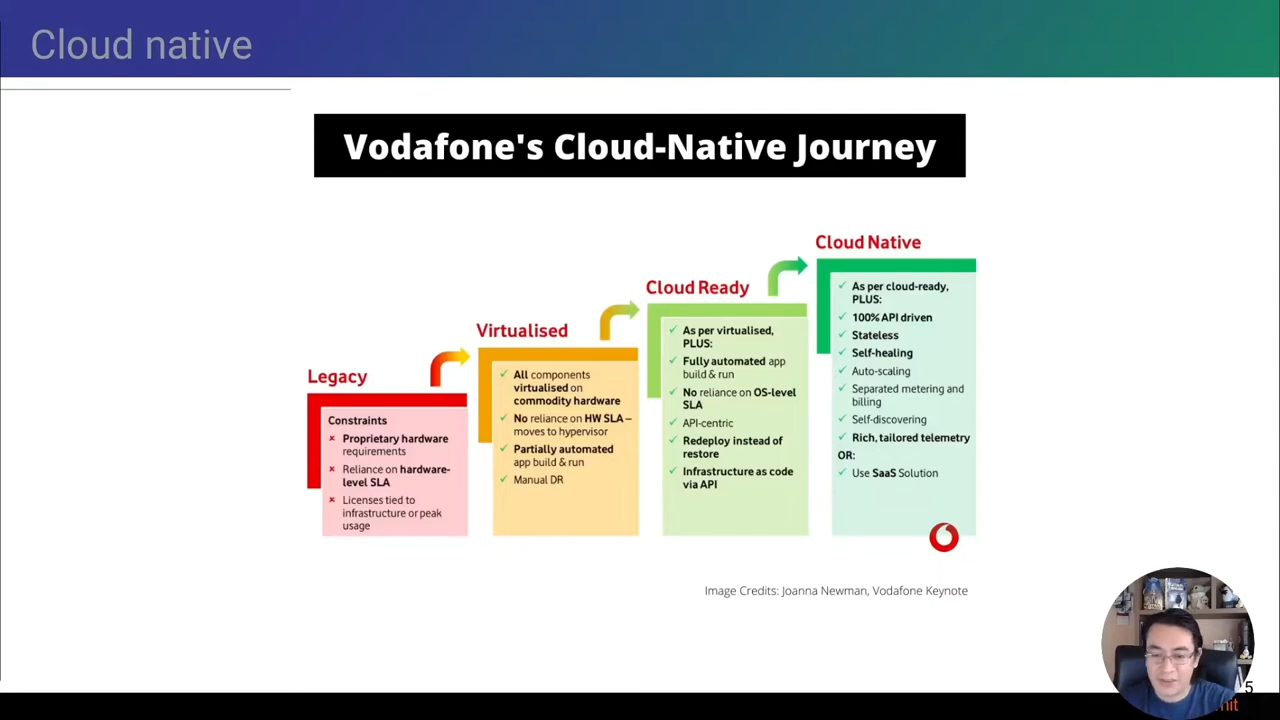 Cloud native
Vodafone's Cloud-Native Journey
Legacy
Constraints
Proprietary hardware
requirements
Reliance on hardware-
level SLA
Licenses tied to
infrastructure or peak
usage
Virtualised
All components
virtualised on
commodity hardware
No reliance on HW SLA –
moves to hypervisor
Partially automated
app build & run
Manual DR
Cloud Ready
As per virtualised,
PLUS:
Fully automated app
build & run
No reliance on OS-level
SLA
API-centric
Redeploy instead of
restore
Infrastructure as code
via API
Cloud Native
As per cloud-ready,
PLUS:
100% API driven
Stateless
Self-healing
Auto-scaling
Separated metering and
billing
Self-discovering
Rich, tailored telemetry
OR:
Use SaaS Solution
Image Credits: Joanna Newman, Vodafone Keynote
5